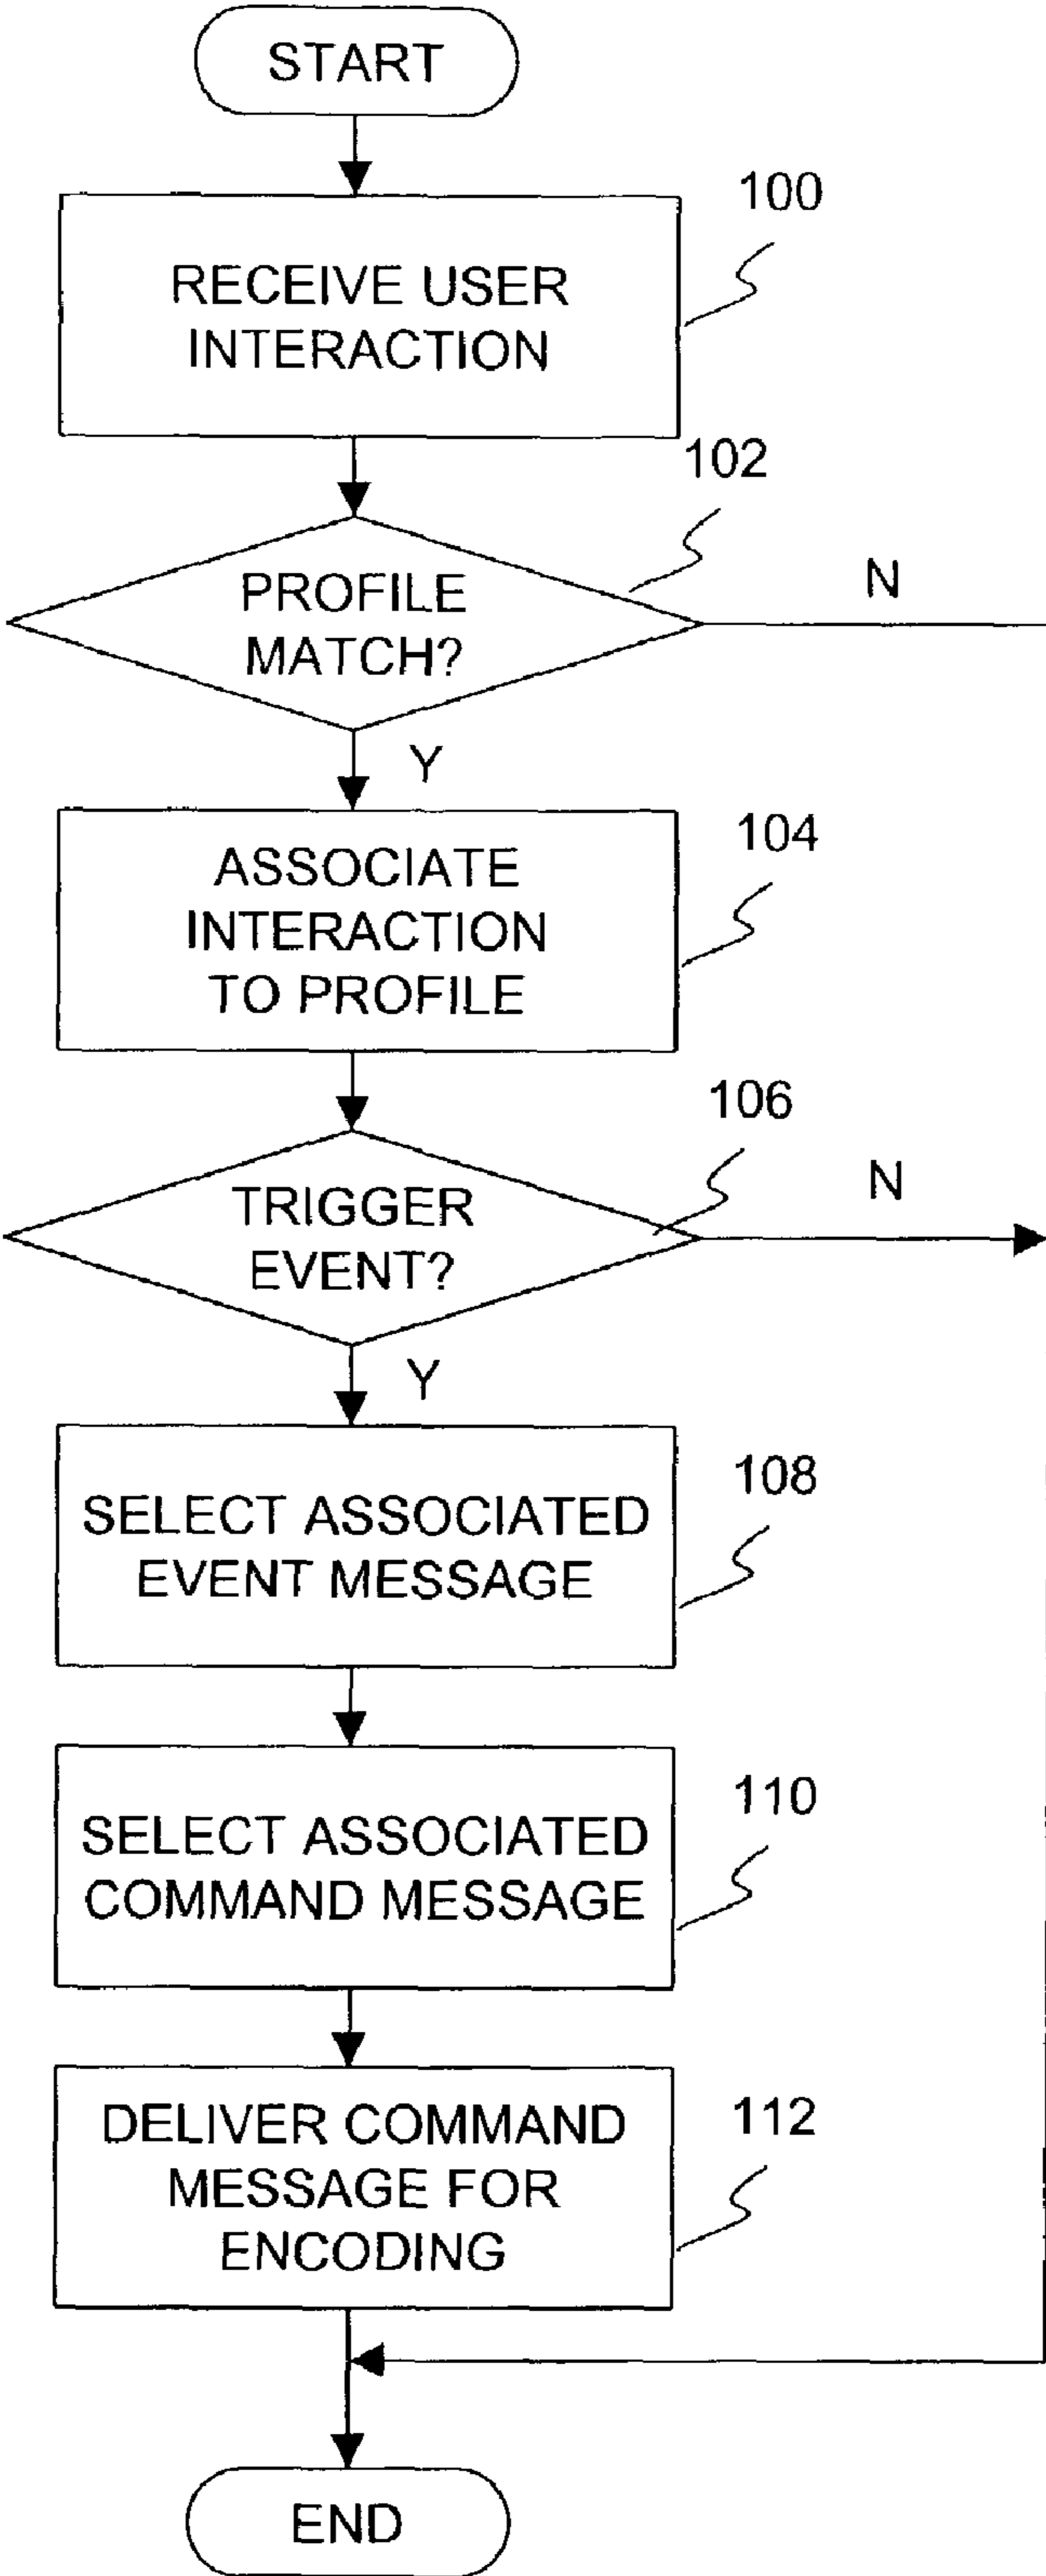 START
100
RECEIVE USER
INTERACTION
102
PROFILE
MATCH?
N
Y
104
ASSOCIATE
INTERACTION
TO PROFILE
106
TRIGGER
EVENT?
N
Y
108
SELECT ASSOCIATED
EVENT MESSAGE
110
SELECT ASSOCIATED
COMMAND MESSAGE
112
DELIVER COMMAND
MESSAGE FOR
ENCODING
END